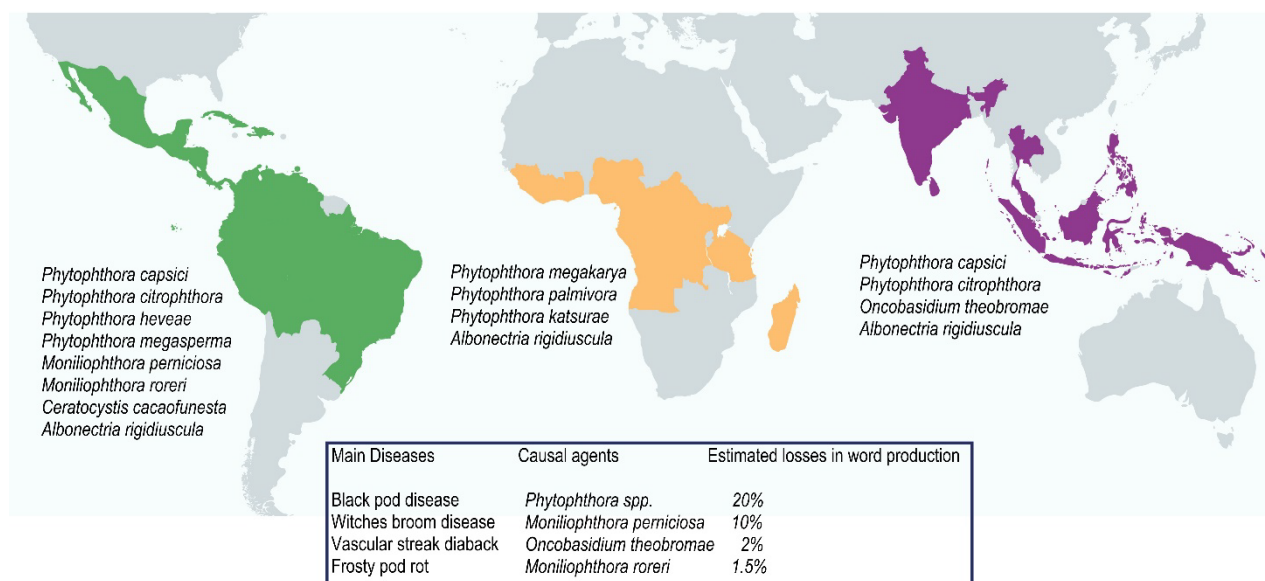 Phytophthora capsici
Phytophthora citrophthora
Phytophthora heveae
Phytophthora megasperma
Moniliophthora perniciosa
Moniliophthora roreri
Ceratocystis cacaofunesta
Albonectria rigidiuscula
Phytophthora megakarya
Phytophthora palmivora
Phytophthora katsurae
Albonectria rigidiuscula
Phytophthora capsici
Phytophthora citrophthora
Oncobasidium theobromae
Albonectria rigidiuscula
Main Diseases Causal agents Estimated losses in word production
Black pod disease Phytophthora spp. 20%
Witches broom disease Moniliophthora perniciosa 10%
Vascular streak diaback Oncobasidium theobromae 2%
Frosty pod rot Moniliophthora roreri 1.5%